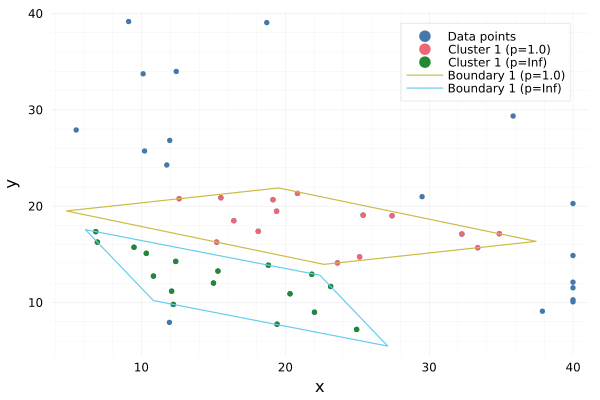 40
30
20
10
y
10
20
30
40
x
Data points
Cluster 1 (p=1.0)
Cluster 1 (p=Inf)
Boundary 1 (p=1.0)
Boundary 1 (p=Inf)